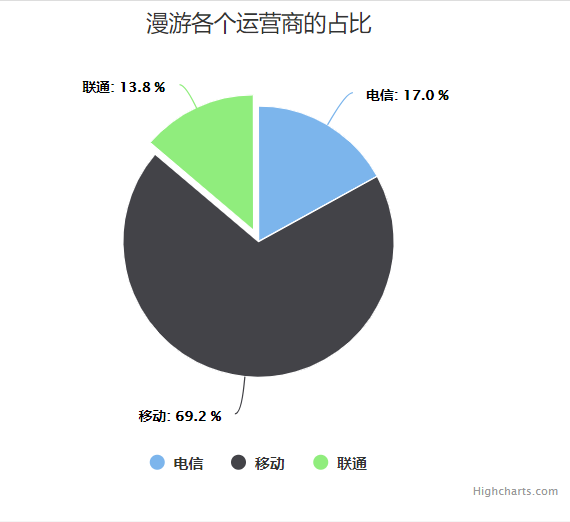 漫游各个运营商的占比
联通: 13.8 %
电信: 17.0 %
移动: 69.2 %
电信 移动 联通
Highcharts.com